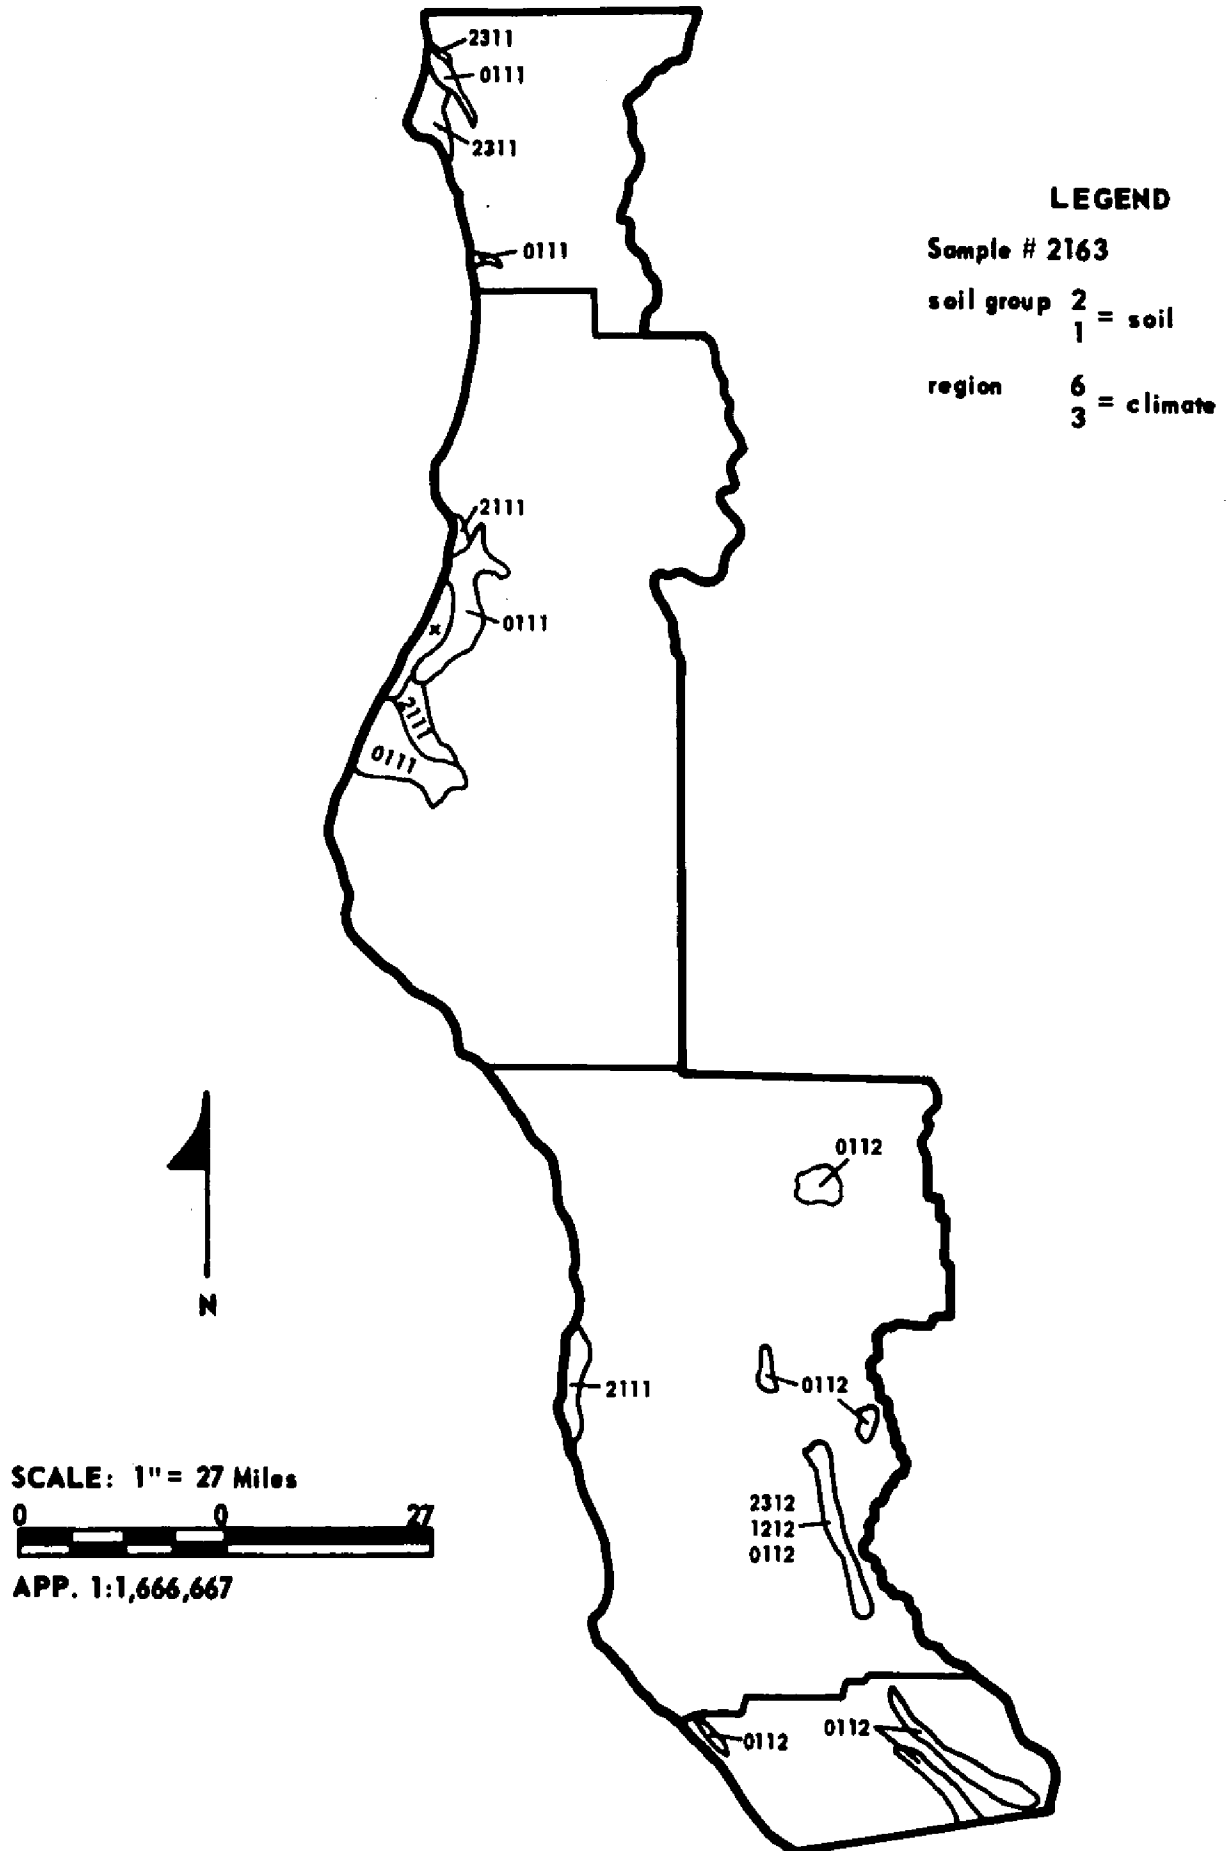 2311
0111
2311
0111
LEGEND
Sample # 2163
soil group 2
1 = soil
region 6
3 = climate
2111
0111
x
2111
0111
0112
N
0112
2111
SCALE: 1" = 27 Miles
0 0 27
APP. 1:1,666,667
2312
1212
0112
0112
0112